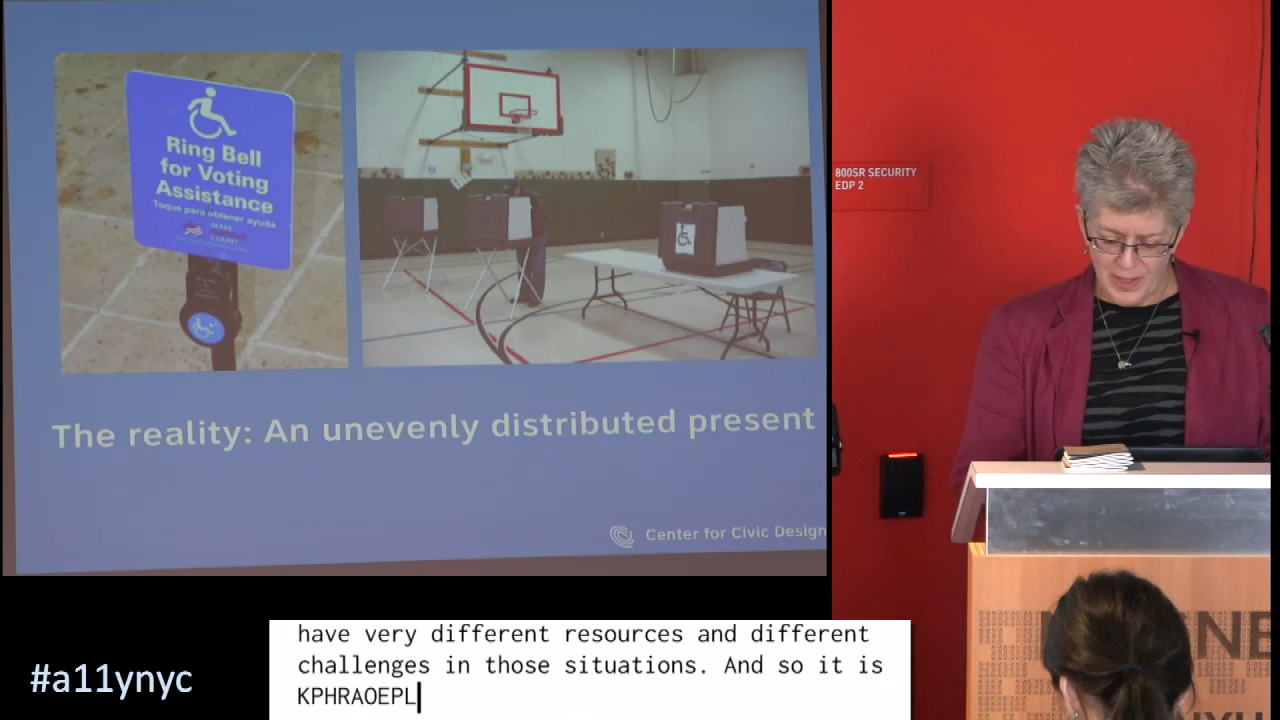 Ring Bell
for Voting
Assistance
Toque para obtener ayuda
MAKE
COUNT
The reality: An unevenly distributed present
Center for Civic Design
800SR SECURITY
EDP 2
#a11ynyc
have very different resources and different
challenges in those situations. And so it is
KPHRAOEPL